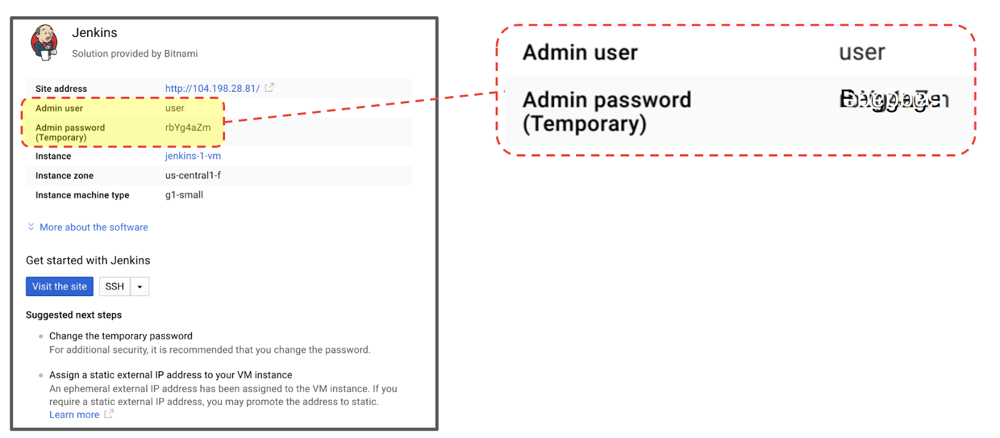 Jenkins
Solution provided by Bitnami
Site address http://104.198.28.81/
Admin user user
Admin password rbYg4aZm
(Temporary)
Instance jenkins-1-vm
Instance zone us-central1-f
Instance machine type g1-small
More about the software
Get started with Jenkins
Visit the site SSH
Suggested next steps
Change the temporary password
For additional security, it is recommended that you change the password.
Assign a static external IP address to your VM instance
An ephemeral external IP address has been assigned to the VM instance. If you
require a static external IP address, you may promote the address to static.
Learn more
Admin user user
Admin password
(Temporary)